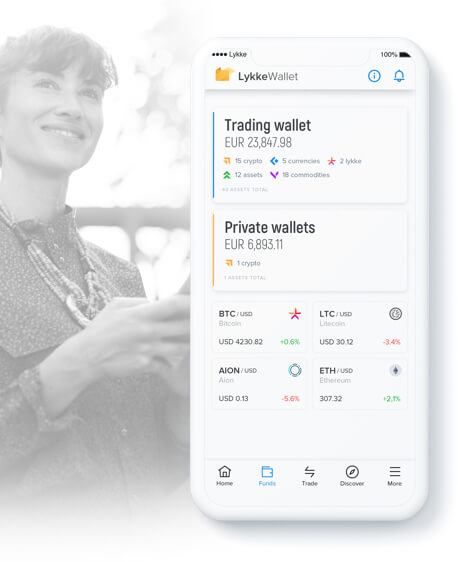 Lykke
100%
LykkeWallet
Trading wallet
EUR 23,847.98
15 crypto 5 currencies 2 lykke
12 assets 18 commodities
42 ASSETS TOTAL
Private wallets
EUR 6,893.11
1 crypto
1 ASSETS TOTAL
BTC / USD
Bitcoin
USD 4230.82 +0.6%
LTC / USD
Litecoin
USD 30.12 -3.4%
AION / USD
Aion
USD 0.13 -5.6%
ETH / USD
Ethereum
307.32 +2,1%
Home Funds Trade Discover More